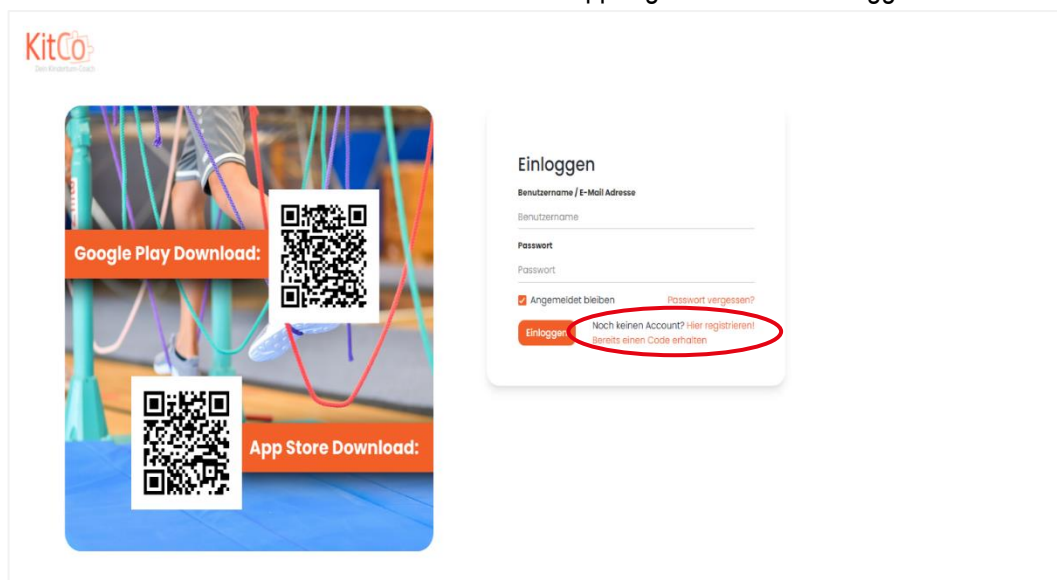 KitCo
Dein Kinderturn-Coach
Google Play Download:
App Store Download:
Einloggen
Benutzername / E-Mail Adresse
Benutzername
Passwort
Passwort
Angemeldet bleiben
Passwort vergessen?
Einloggen
Noch keinen Account? Hier registrieren!
Bereits einen Code erhalten